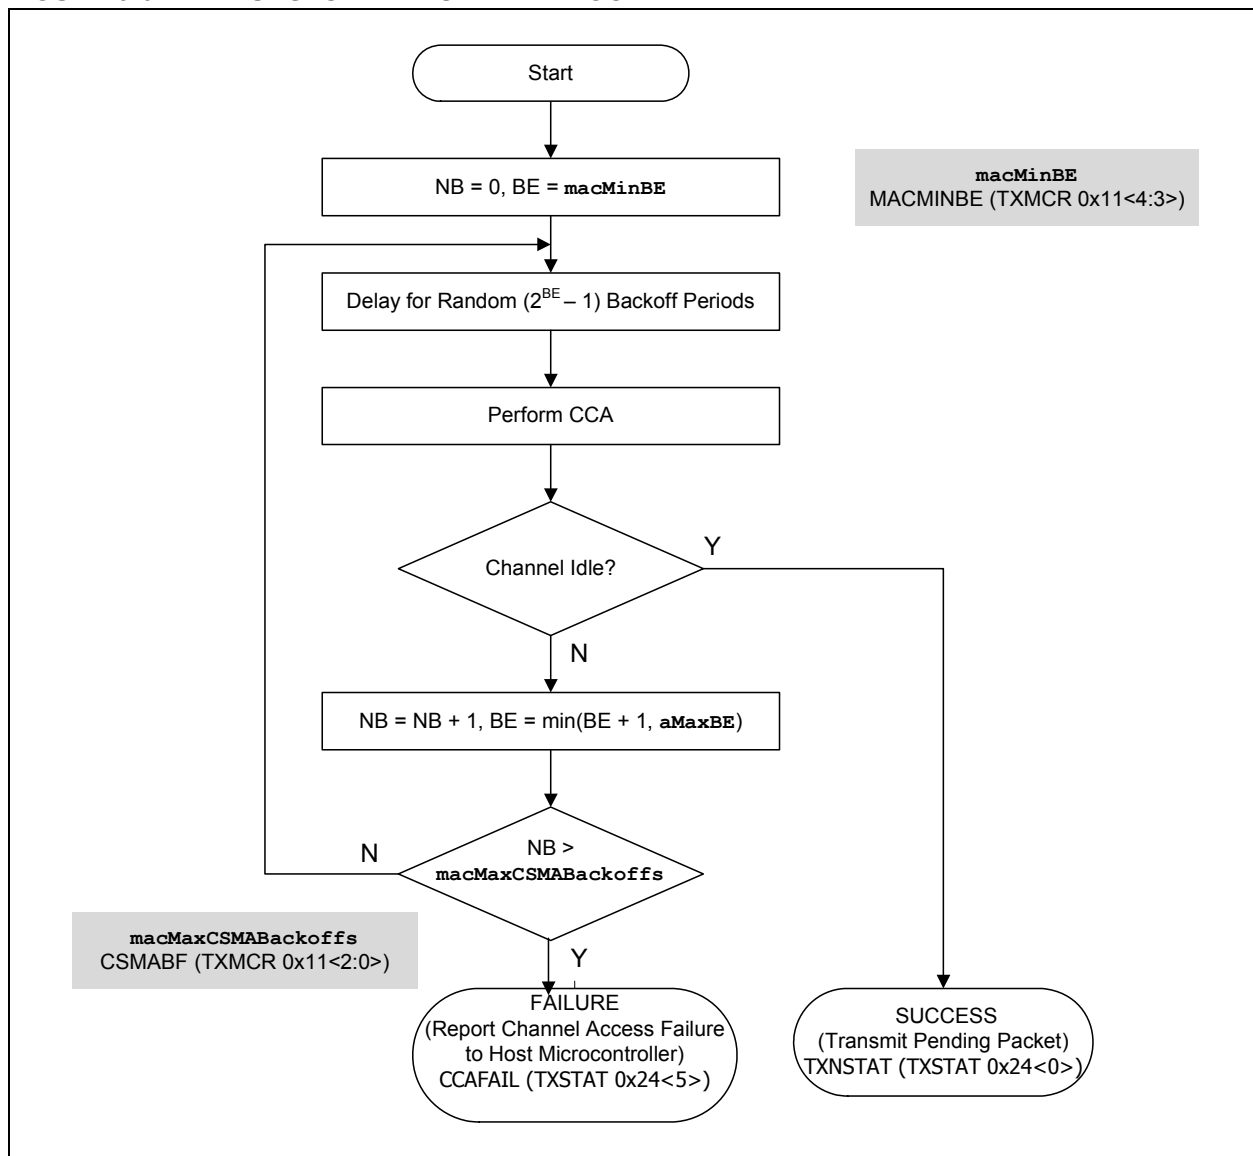 Start
NB = 0, BE = macMinBE
macMinBE
MACMINBE (TXMCR 0x11<4:3>)
Delay for Random (2^BE – 1) Backoff Periods
Perform CCA
Channel Idle?
Y
N
NB = NB + 1, BE = min(BE + 1, aMaxBE)
NB >
macMaxCSMABackoffs
N
macMaxCSMABackoffs
CSMABF (TXMCR 0x11<2:0>)
Y
FAILURE
(Report Channel Access Failure
to Host Microcontroller)
CCAFAIL (TXSTAT 0x24<5>)
SUCCESS
(Transmit Pending Packet)
TXNSTAT (TXSTAT 0x24<0>)